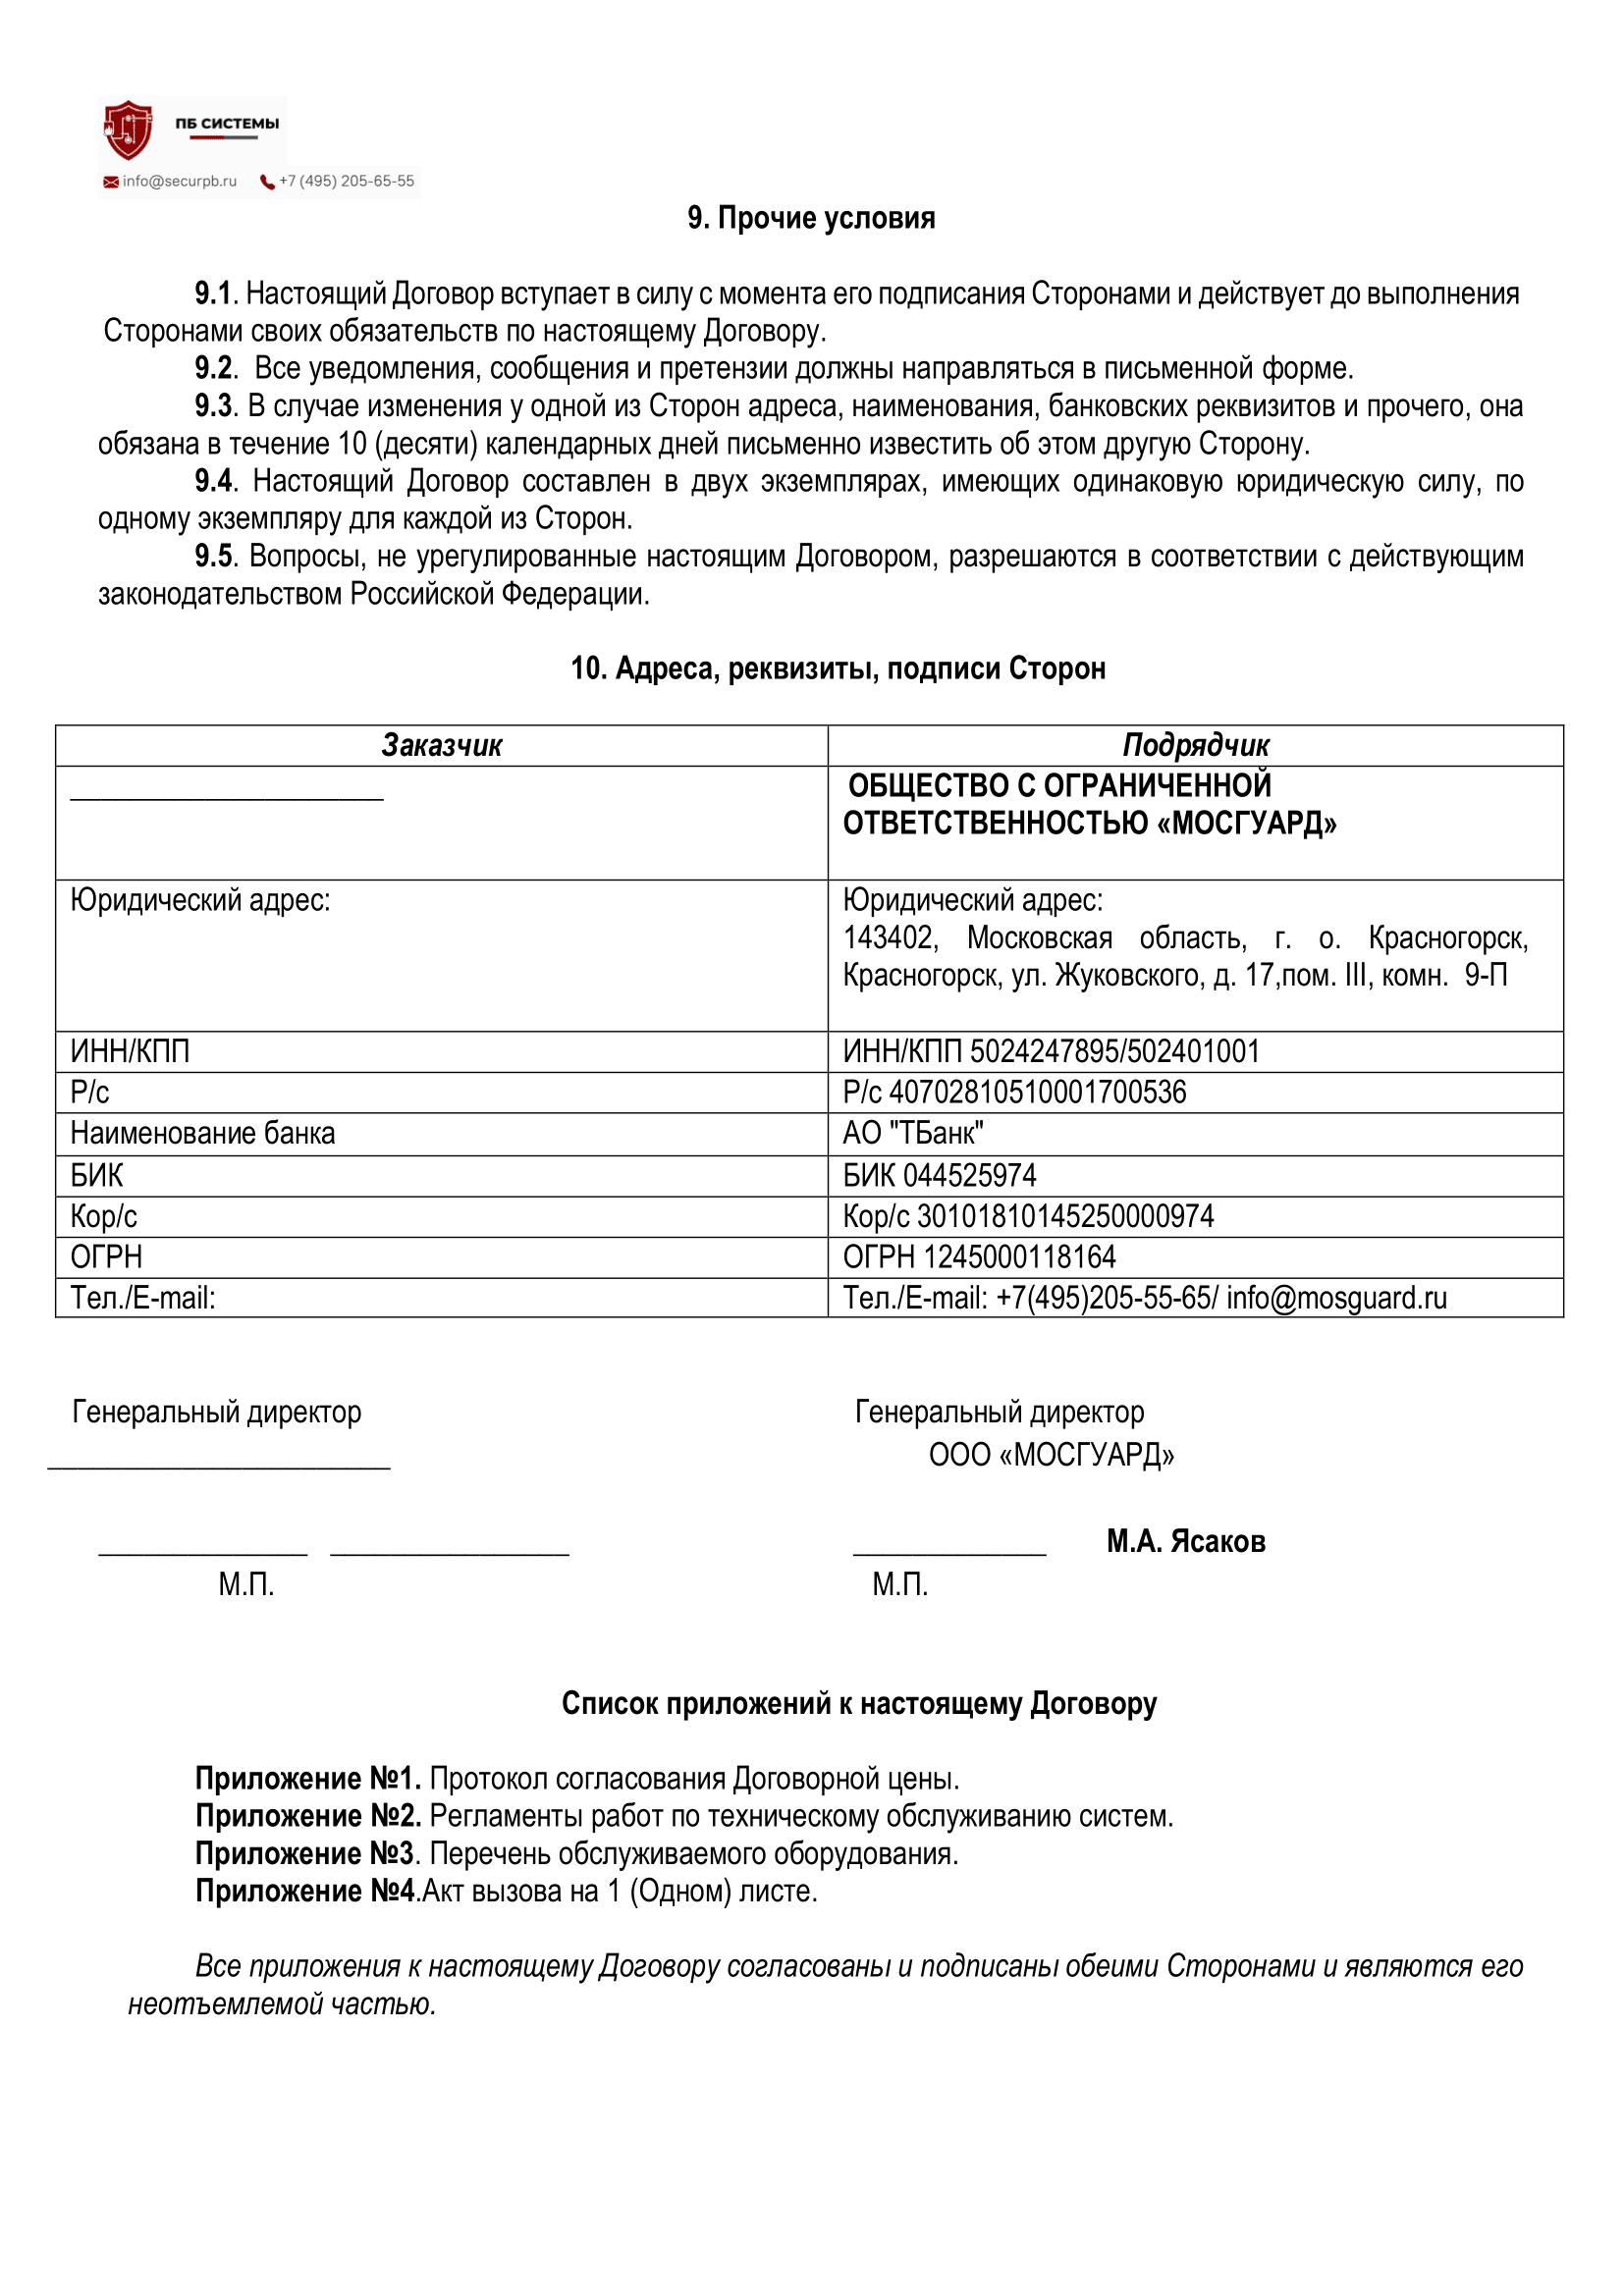 ПБ СИСТЕМЫ
info@securpb.ru +7 (495) 205-65-55
9. Прочие условия
9.1. Настоящий Договор вступает в силу с момента его подписания Сторонами и действует до выполнения
Сторонами своих обязательств по настоящему Договору.
9.2. Все уведомления, сообщения и претензии должны направляться в письменной форме.
9.3. В случае изменения у одной из Сторон адреса, наименования, банковских реквизитов и прочего, она
обязана в течение 10 (десяти) календарных дней письменно известить об этом другую Сторону.
9.4. Настоящий Договор составлен в двух экземплярах, имеющих одинаковую юридическую силу, по
одному экземпляру для каждой из Сторон.
9.5. Вопросы, не урегулированные настоящим Договором, разрешаются в соответствии с действующим
законодательством Российской Федерации.
10. Адреса, реквизиты, подписи Сторон
Заказчик Подрядчик
_____________________ ОБЩЕСТВО С ОГРАНИЧЕННОЙ
ОТВЕТСТВЕННОСТЬЮ «МОСГУАРД»
Юридический адрес: Юридический адрес:
143402, Московская область, г. о. Красногорск,
Красногорск, ул. Жуковского, д. 17,пом. III, комн. 9-П
ИНН/КПП ИНН/КПП 5024247895/502401001
Р/с Р/с 40702810510001700536
Наименование банка АО "ТБанк"
БИК БИК 044525974
Кор/с Кор/с 30101810145250000974
ОГРН ОГРН 1245000118164
Тел./E-mail: Тел./E-mail: +7(495)205-55-65/ info@mosguard.ru
Генеральный директор Генеральный директор
_______________________ ООО «МОСГУАРД»
______________ ________________ _____________ М.А. Ясаков
М.П. М.П.
Список приложений к настоящему Договору
Приложение №1. Протокол согласования Договорной цены.
Приложение №2. Регламенты работ по техническому обслуживанию систем.
Приложение №3. Перечень обслуживаемого оборудования.
Приложение №4.Акт вызова на 1 (Одном) листе.
Все приложения к настоящему Договору согласованы и подписаны обеими Сторонами и являются его
неотъемлемой частью.